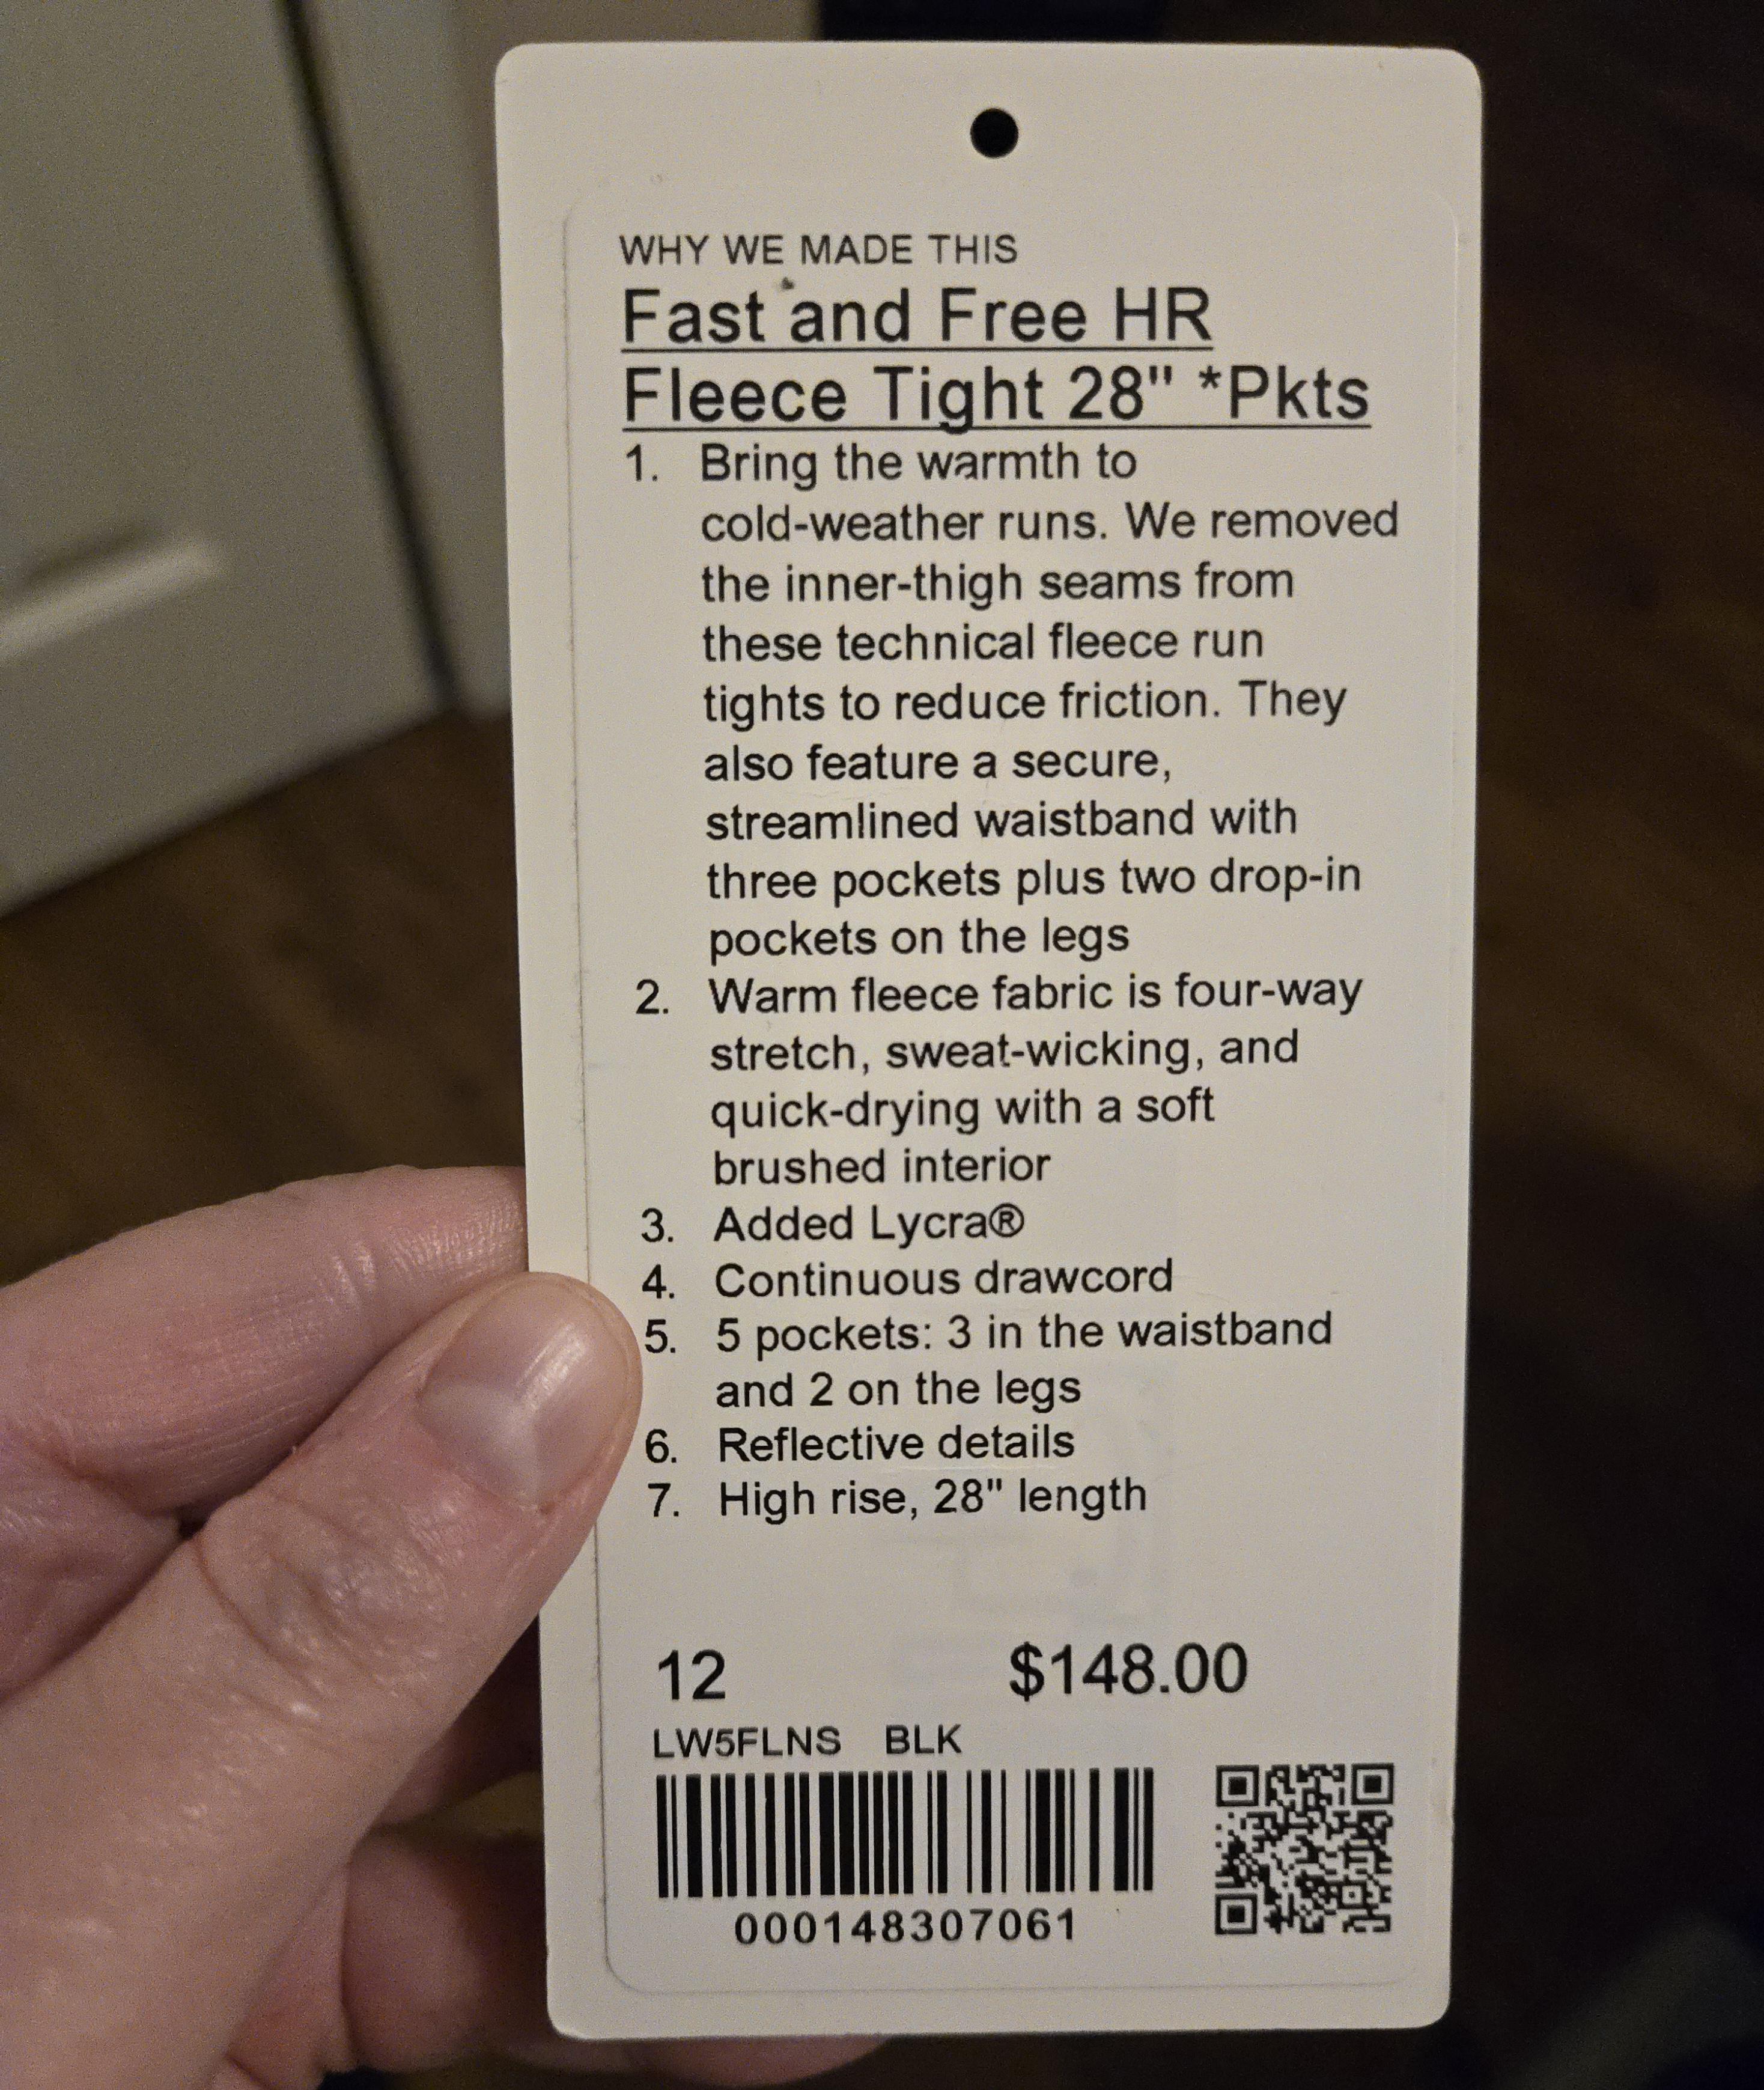 WHY WE MADE THIS
Fast and Free HR
Fleece Tight 28" *Pkts
1. Bring the warmth to
cold-weather runs. We removed
the inner-thigh seams from
these technical fleece run
tights to reduce friction. They
also feature a secure,
streamlined waistband with
three pockets plus two drop-in
pockets on the legs
2. Warm fleece fabric is four-way
stretch, sweat-wicking, and
quick-drying with a soft
brushed interior
3. Added Lycra®
4. Continuous drawcord
5. 5 pockets: 3 in the waistband
and 2 on the legs
6. Reflective details
7. High rise, 28" length
12 $148.00
LW5FLNS BLK
000148307061